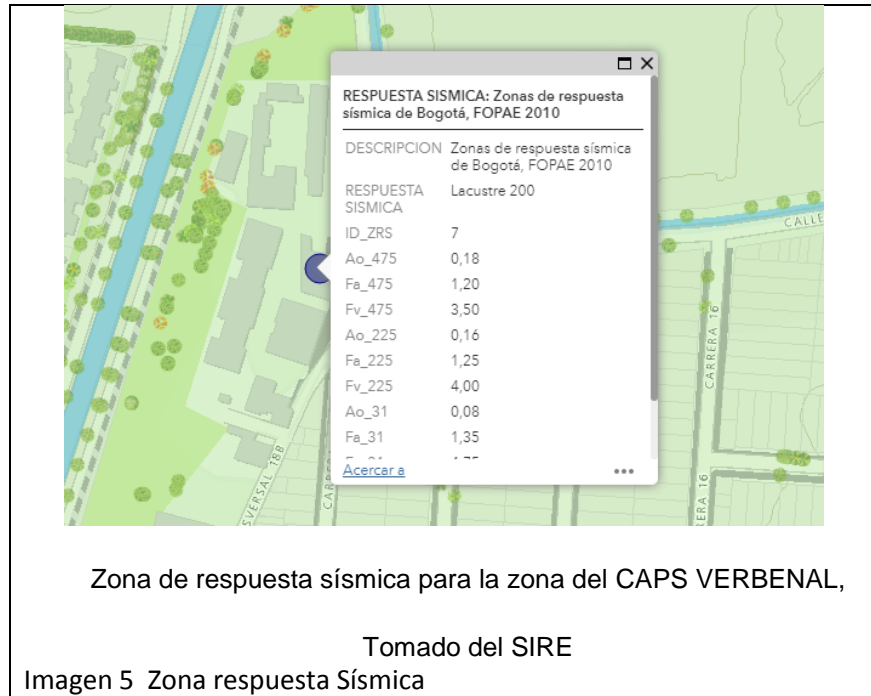 RESPUESTA SISMICA: Zonas de respuesta
sísmica de Bogotá, FOPAE 2010
DESCRIPCION Zonas de respuesta sísmica
de Bogotá, FOPAE 2010
RESPUESTA Lacustre 200
SISMICA
ID_ZRS 7
Ao_475 0,18
Fa_475 1,20
Fv_475 3,50
Ao_225 0,16
Fa_225 1,25
Fv_225 4,00
Ao_31 0,08
Fa_31 1,35
Acercar a
CALLE
CARRERA 16
Zona de respuesta sísmica para la zona del CAPS VERBENAL,
Tomado del SIRE
Imagen 5 Zona respuesta Sísmica